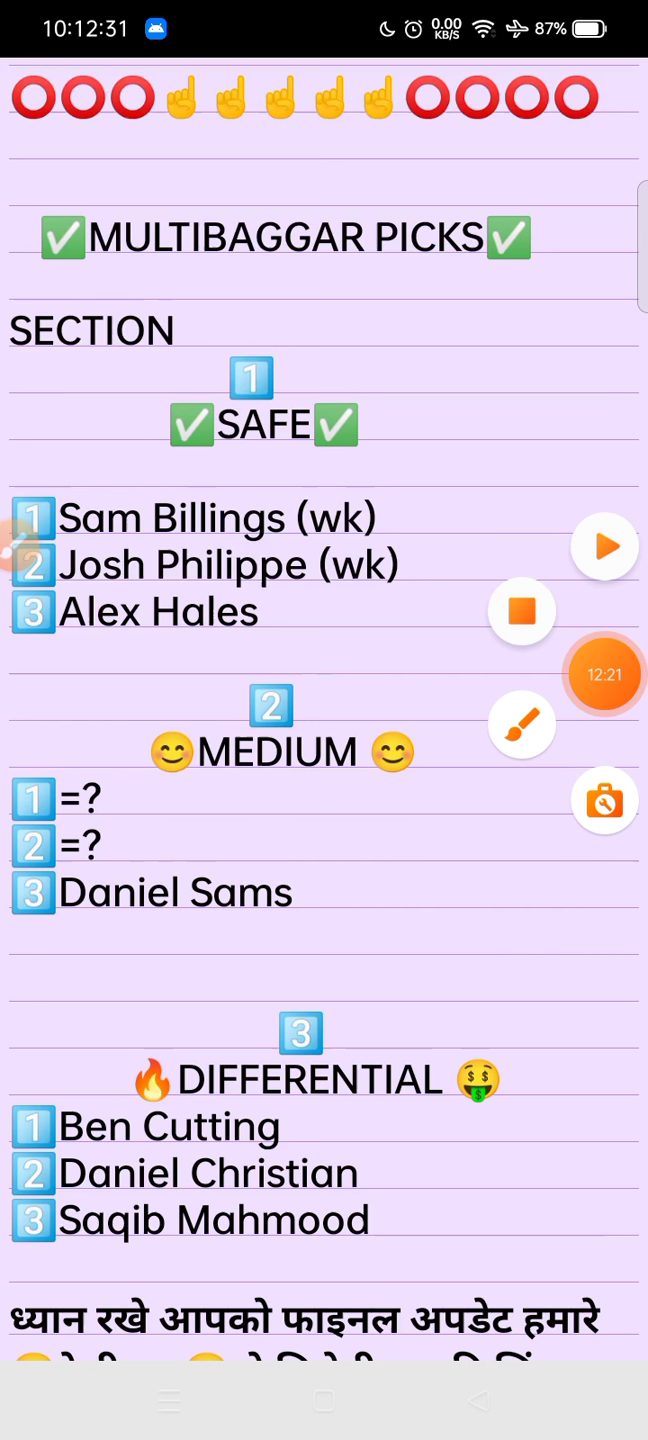 10:12:31 0.00 KB/S 87%
⭕⭕⭕☝☝☝☝☝⭕⭕⭕⭕
✅MULTIBAGGAR PICKS✅
SECTION
1️⃣
✅SAFE✅
1️⃣Sam Billings (wk)
2️⃣Josh Philippe (wk)
3️⃣Alex Hales
12:21
2️⃣
😊MEDIUM 😊
1️⃣=?
2️⃣=?
3️⃣Daniel Sams
3️⃣
🔥DIFFERENTIAL 🤑
1️⃣Ben Cutting
2️⃣Daniel Christian
3️⃣Saqib Mahmood
ध्यान रखे आपको फाइनल अपडेट हमारे